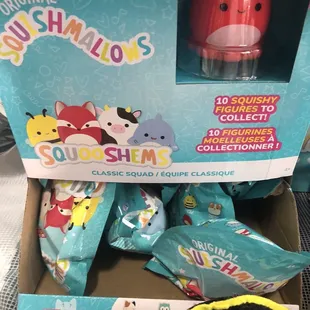 ORIGINAL
SQUISHMALLOWS
10 SQUISHY
FIGURES TO
COLLECT!
10 FIGURINES
MOELLEUSES À
COLLECTIONNER !
SQUOOSHEMS
CLASSIC SQUAD / ÉQUIPE CLASSIQUE
ORIGINAL
SQUISHMALLOWS